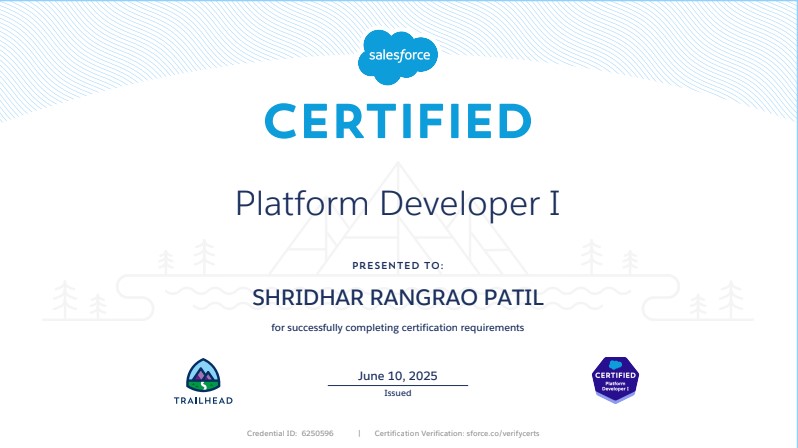 salesforce
CERTIFIED
Platform Developer I
PRESENTED TO:
SHRIDHAR RANGRAO PATIL
for successfully completing certification requirements
June 10, 2025
Issued
TRAILHEAD
CERTIFIED
Platform
Developer I
Credential ID: 6250596 | Certification Verification: sforce.co/verifycerts